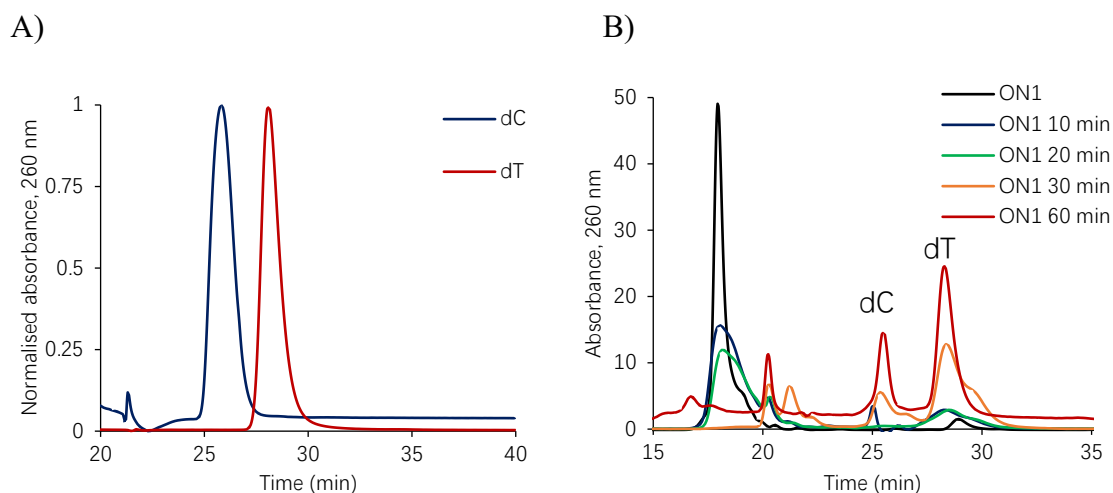 A)
Normalised absorbance, 260 nm
1
0.75
0.5
0.25
0
20
25
30
35
40
Time (min)
dC
dT
B)
Absorbance, 260 nm
50
40
30
20
10
0
15
20
25
30
35
Time (min)
ON1
ON1 10 min
ON1 20 min
ON1 30 min
ON1 60 min
dC
dT